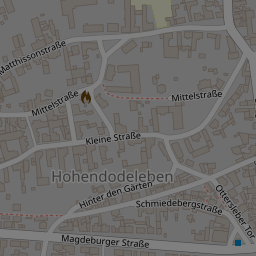 Matthissonstraße
Mittelstraße
Mittelstraße
Kleine Straße
Hohendodeleben
Hinter den Gärten
Schmiedebergstraße
Ottersleber Tor
Magdeburger Straße